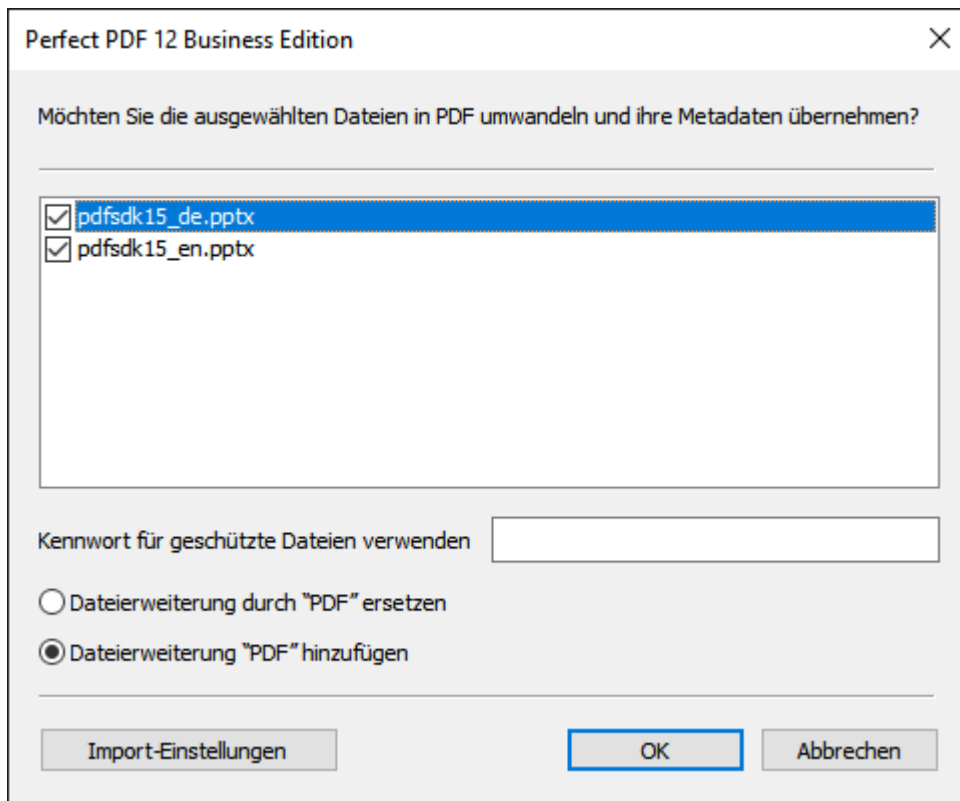 Perfect PDF 12 Business Edition
Möchten Sie die ausgewählten Dateien in PDF umwandeln und ihre Metadaten übernehmen?
pdfsdk15_de.pptx
pdfsdk15_en.pptx
Kennwort für geschützte Dateien verwenden
Dateierweiterung durch “PDF” ersetzen
Dateierweiterung “PDF” hinzufügen
Import-Einstellungen OK Abbrechen